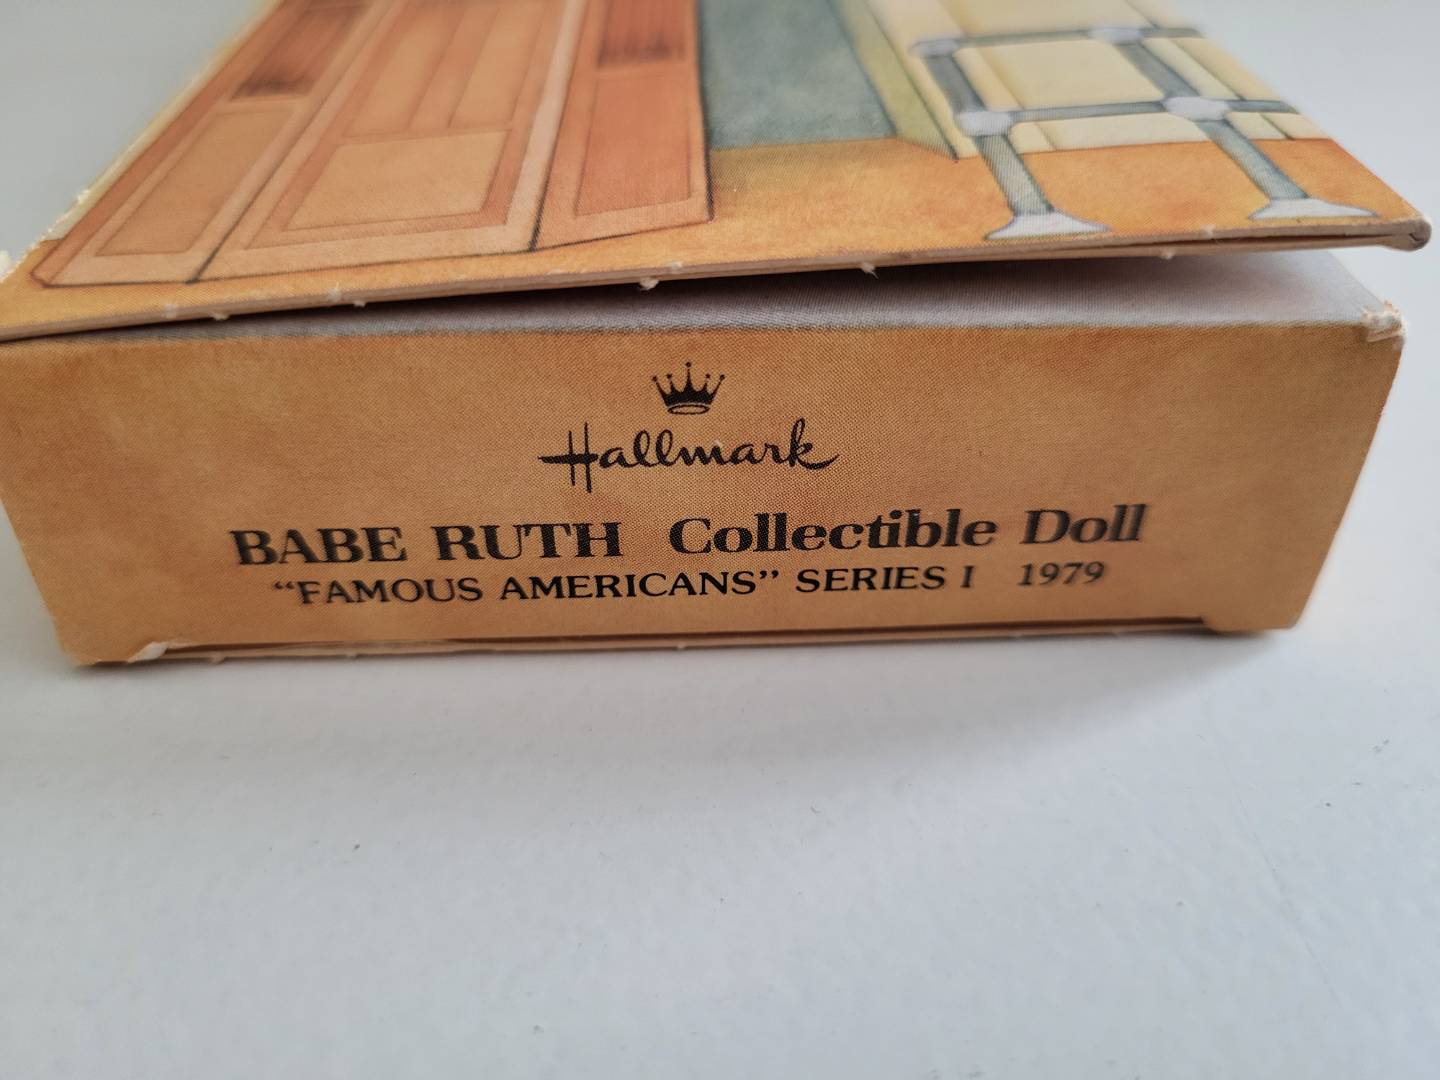 Hallmark
BABE RUTH Collectible Doll
“FAMOUS AMERICANS” SERIES I 1979